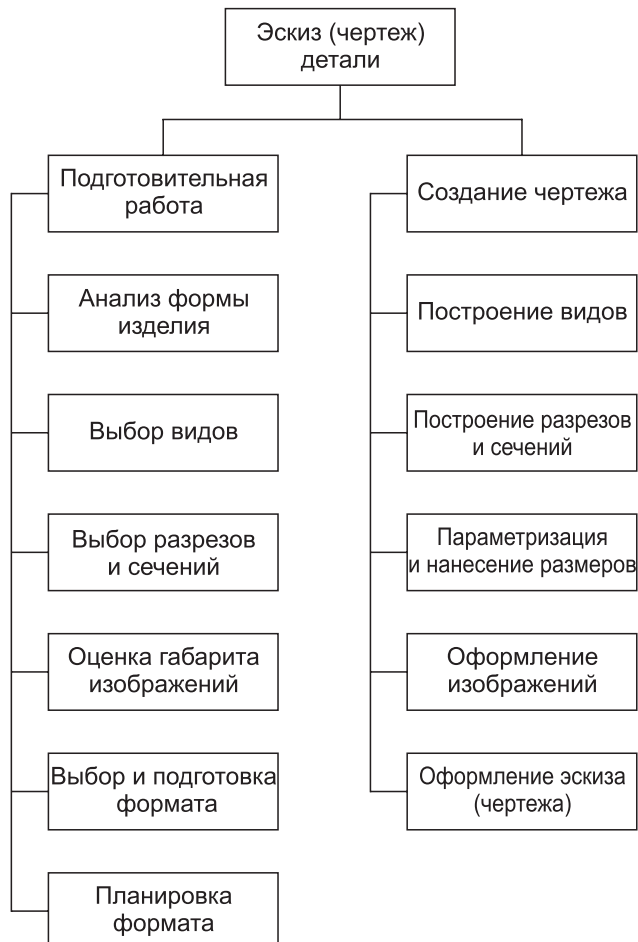 Эскиз (чертеж)
детали
Подготовительная
работа
Анализ формы
изделия
Выбор видов
Выбор разрезов
и сечений
Оценка габарита
изображений
Выбор и подготовка
формата
Планировка
формата
Создание чертежа
Построение видов
Построение разрезов
и сечений
Параметризация
и нанесение размеров
Оформление
изображений
Оформление эскиза
(чертежа)